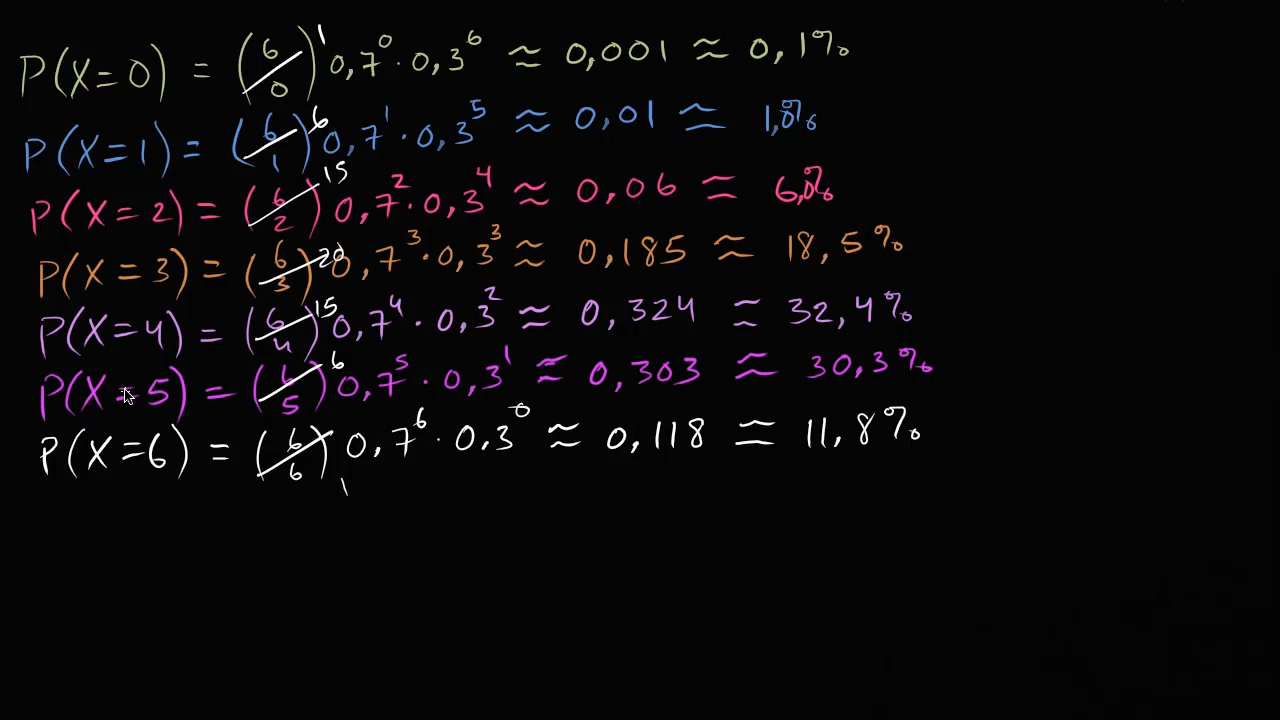 P(X=0) = (6 0) 1 0,7^0 · 0,3^6 ≈ 0,001 ≈ 0,1%
P(X=1) = (6 1) 6 0,7^1 · 0,3^5 ≈ 0,01 ≈ 1,0%
P(X=2) = (6 2) 15 0,7^2 · 0,3^4 ≈ 0,06 ≈ 6,0%
P(X=3) = (6 3) 20 0,7^3 · 0,3^3 ≈ 0,185 ≈ 18,5%
P(X=4) = (6 4) 15 0,7^4 · 0,3^2 ≈ 0,324 ≈ 32,4%
P(X=5) = (6 5) 6 0,7^5 · 0,3^1 ≈ 0,303 ≈ 30,3%
P(X=6) = (6 6) 1 0,7^6 · 0,3^0 ≈ 0,118 ≈ 11,8%